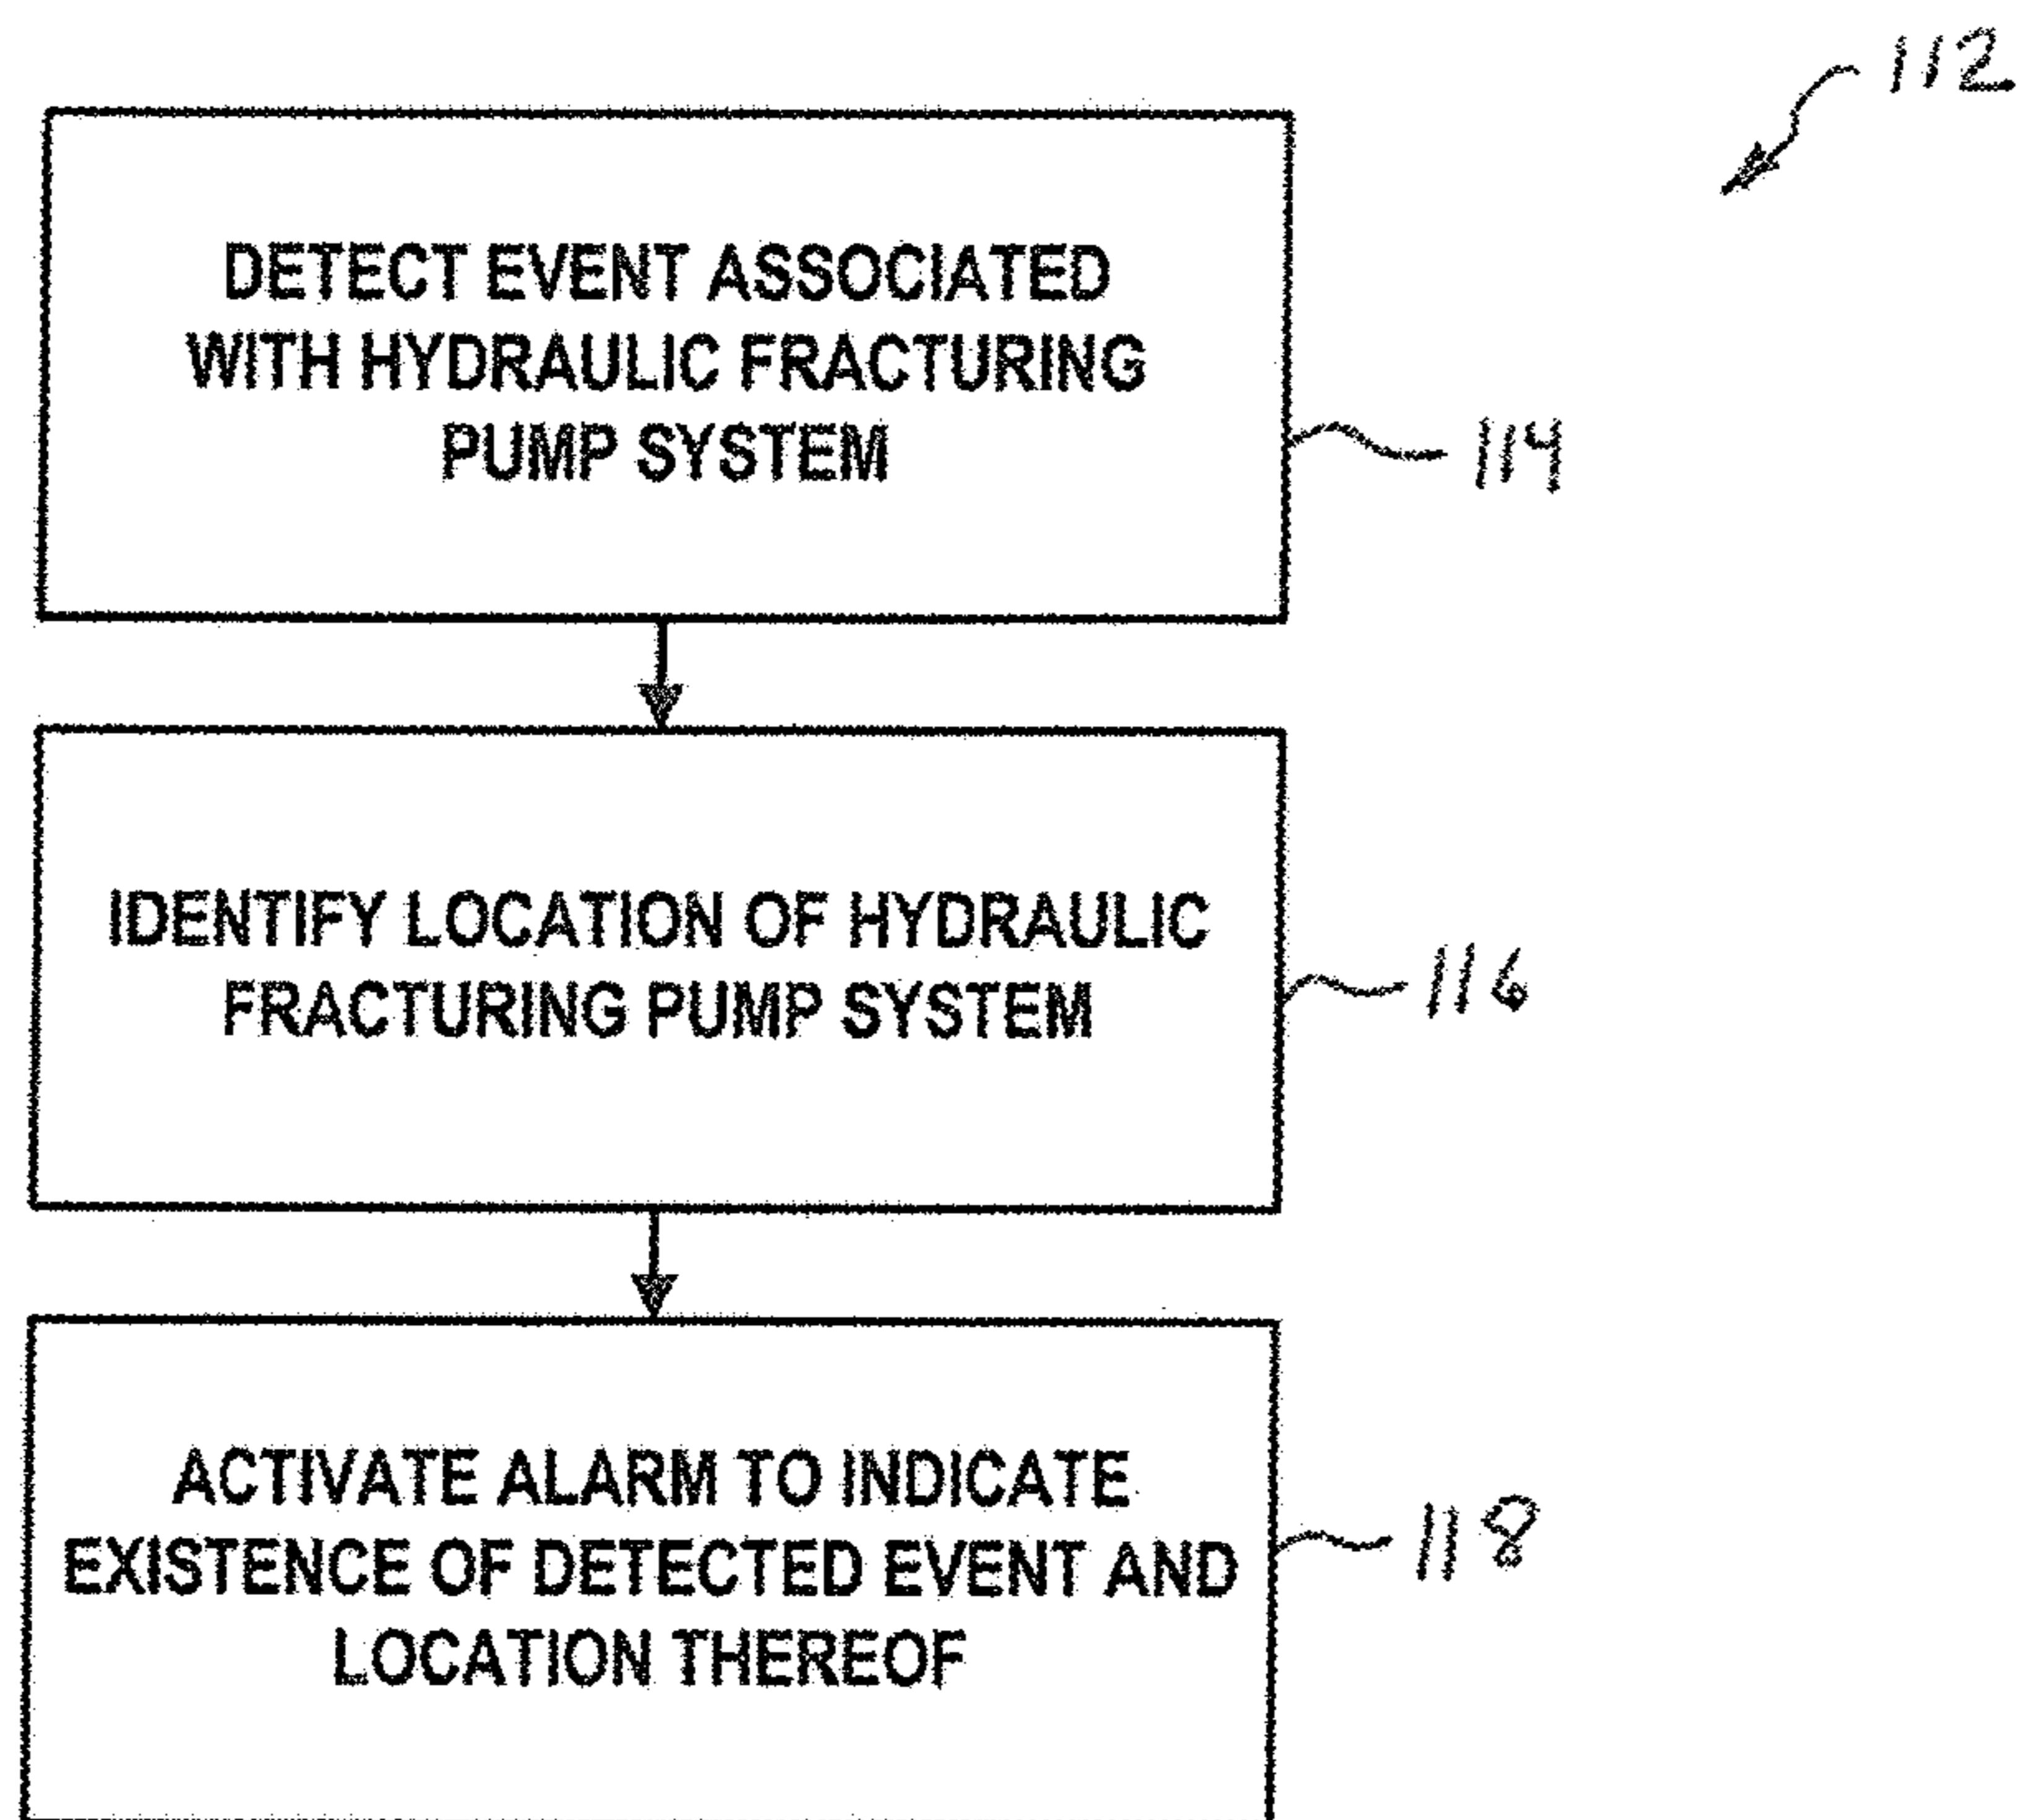 112
DETECT EVENT ASSOCIATED
WITH HYDRAULIC FRACTURING
PUMP SYSTEM
114
IDENTIFY LOCATION OF HYDRAULIC
FRACTURING PUMP SYSTEM
116
ACTIVATE ALARM TO INDICATE
EXISTENCE OF DETECTED EVENT AND
LOCATION THEREOF
118